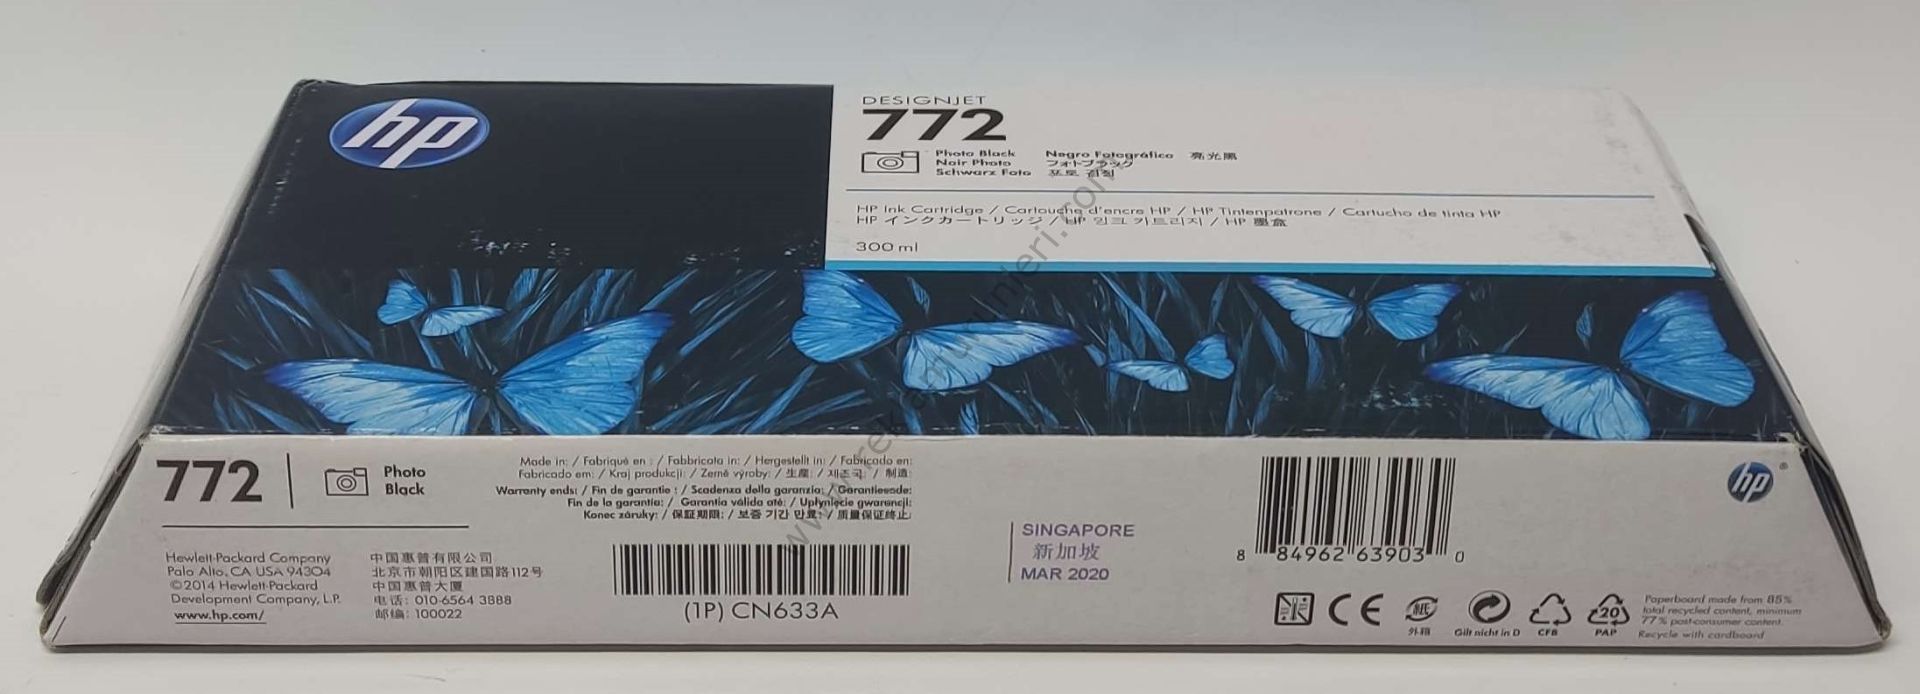 hp
DESIGNJET
772
Photo Black Negro Fotográfico 亮光黑
Noir Photo フォトブラック
Schwarz Foto 포토 검정
HP Ink Cartridge / Cartouche d'encre HP / HP Tintenpatrone / Cartucho de tinta HP
HP インクカートリッジ / HP 잉크 카트리지 / HP 墨盒
300 ml
772
Photo
Black
Made in: / Fabriqué en : / Fabbricato in: / Hergestellt in: / Fabricado en:
Fabricado em: / Kraj produkcji: / Země výroby: / 生産: / 제조국: / 制造:
Warranty ends: / Fin de garantie : / Scadenza della garanzia: / Garantieende:
Fin de la garantía: / Garantia válida até: / Upłynięcie gwarancji:
Konec záruky: / 保証期限: / 보증 기간 만료: / 质量保证终止:
SINGAPORE
新加坡
MAR 2020
8 84962 63903 0
hp
Hewlett-Packard Company
Palo Alto, CA USA 94304
©2014 Hewlett-Packard
Development Company, L.P.
www.hp.com/
中国惠普有限公司
北京市朝阳区建国路112号
中国惠普大厦
电话: 010-6564 3888
邮编: 100022
(1P) CN633A
CE
紙
外箱
Gilt nicht in D
CFB
20
PAP
Paperboard made from 85%
total recycled content, minimum
77% post-consumer content.
Recycle with cardboard